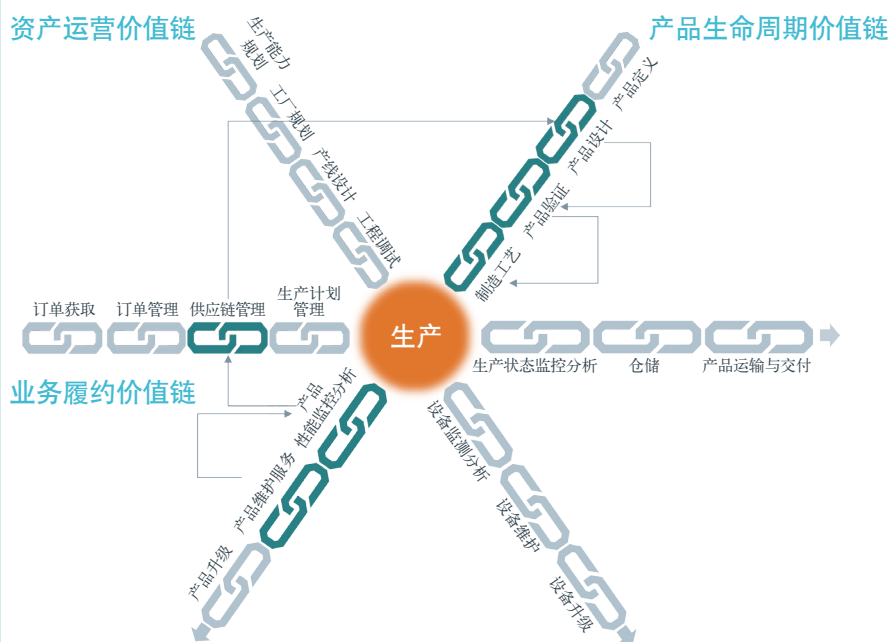 资产运营价值链
产品生命周期价值链
生产能力
规划
工厂规划
产线设计
工程调试
产品定义
产品设计
产品验证
制造工艺
订单获取
订单管理
供应链管理
生产计划
管理
生产
生产状态监控分析
仓储
产品运输与交付
业务履约价值链
产品
性能监控分析
产品维护服务
产品升级
设备监测分析
设备维护
设备升级